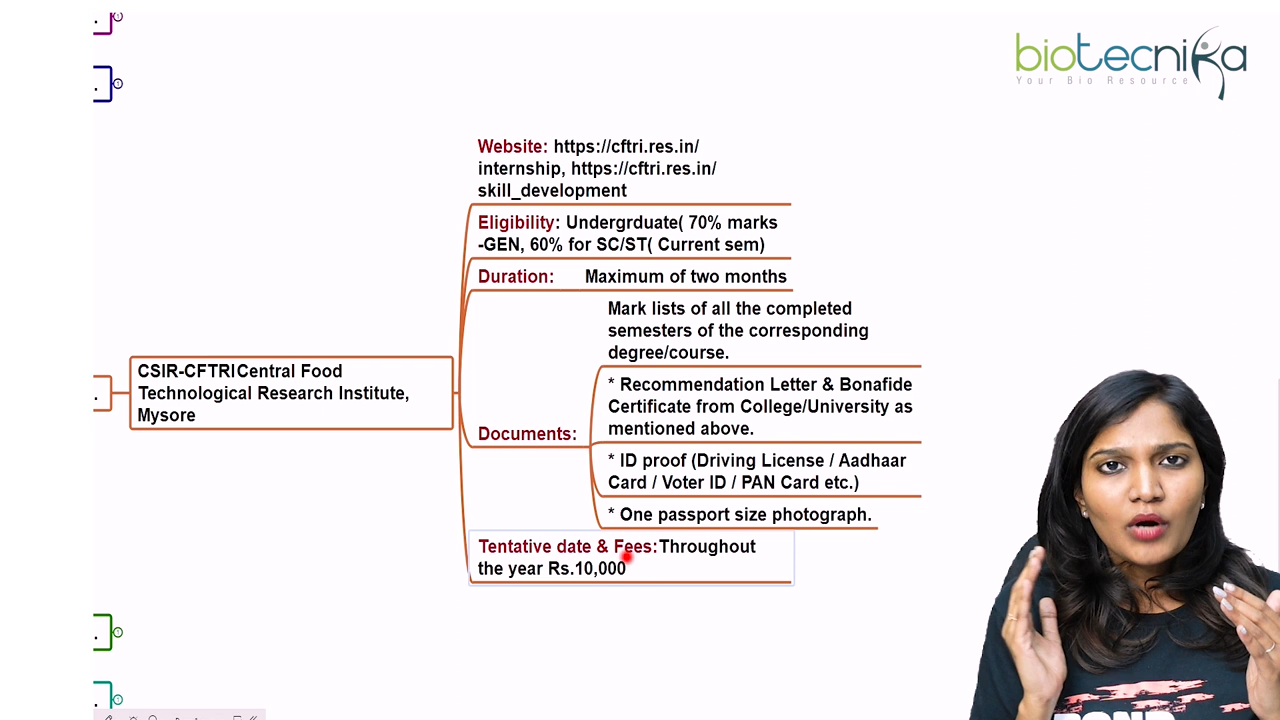 biotecnika
Your Bio Resource
Website: https://cftri.res.in/
internship, https://cftri.res.in/
skill_development
Eligibility: Undergrduate( 70% marks
-GEN, 60% for SC/ST( Current sem)
Duration: Maximum of two months
Mark lists of all the completed
semesters of the corresponding
degree/course.
CSIR-CFTRICentral Food
Technological Research Institute,
Mysore
* Recommendation Letter & Bonafide
Certificate from College/University as
mentioned above.
Documents:
* ID proof (Driving License / Aadhaar
Card / Voter ID / PAN Card etc.)
* One passport size photograph.
Tentative date & Fees:Throughout
the year Rs.10,000